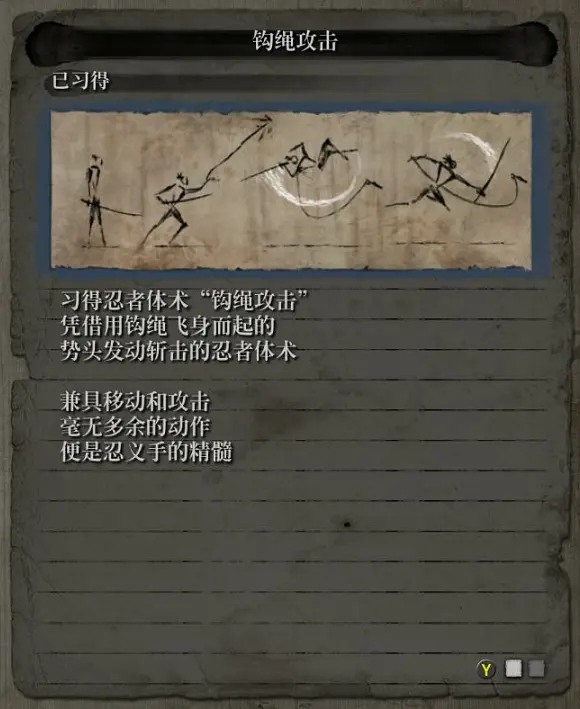 钩绳攻击
已习得
习得忍者体术“钩绳攻击”
凭借用钩绳飞身而起的
势头发动斩击的忍者体术
兼具移动和攻击
毫无多余的动作
便是忍义手的精髓
Y